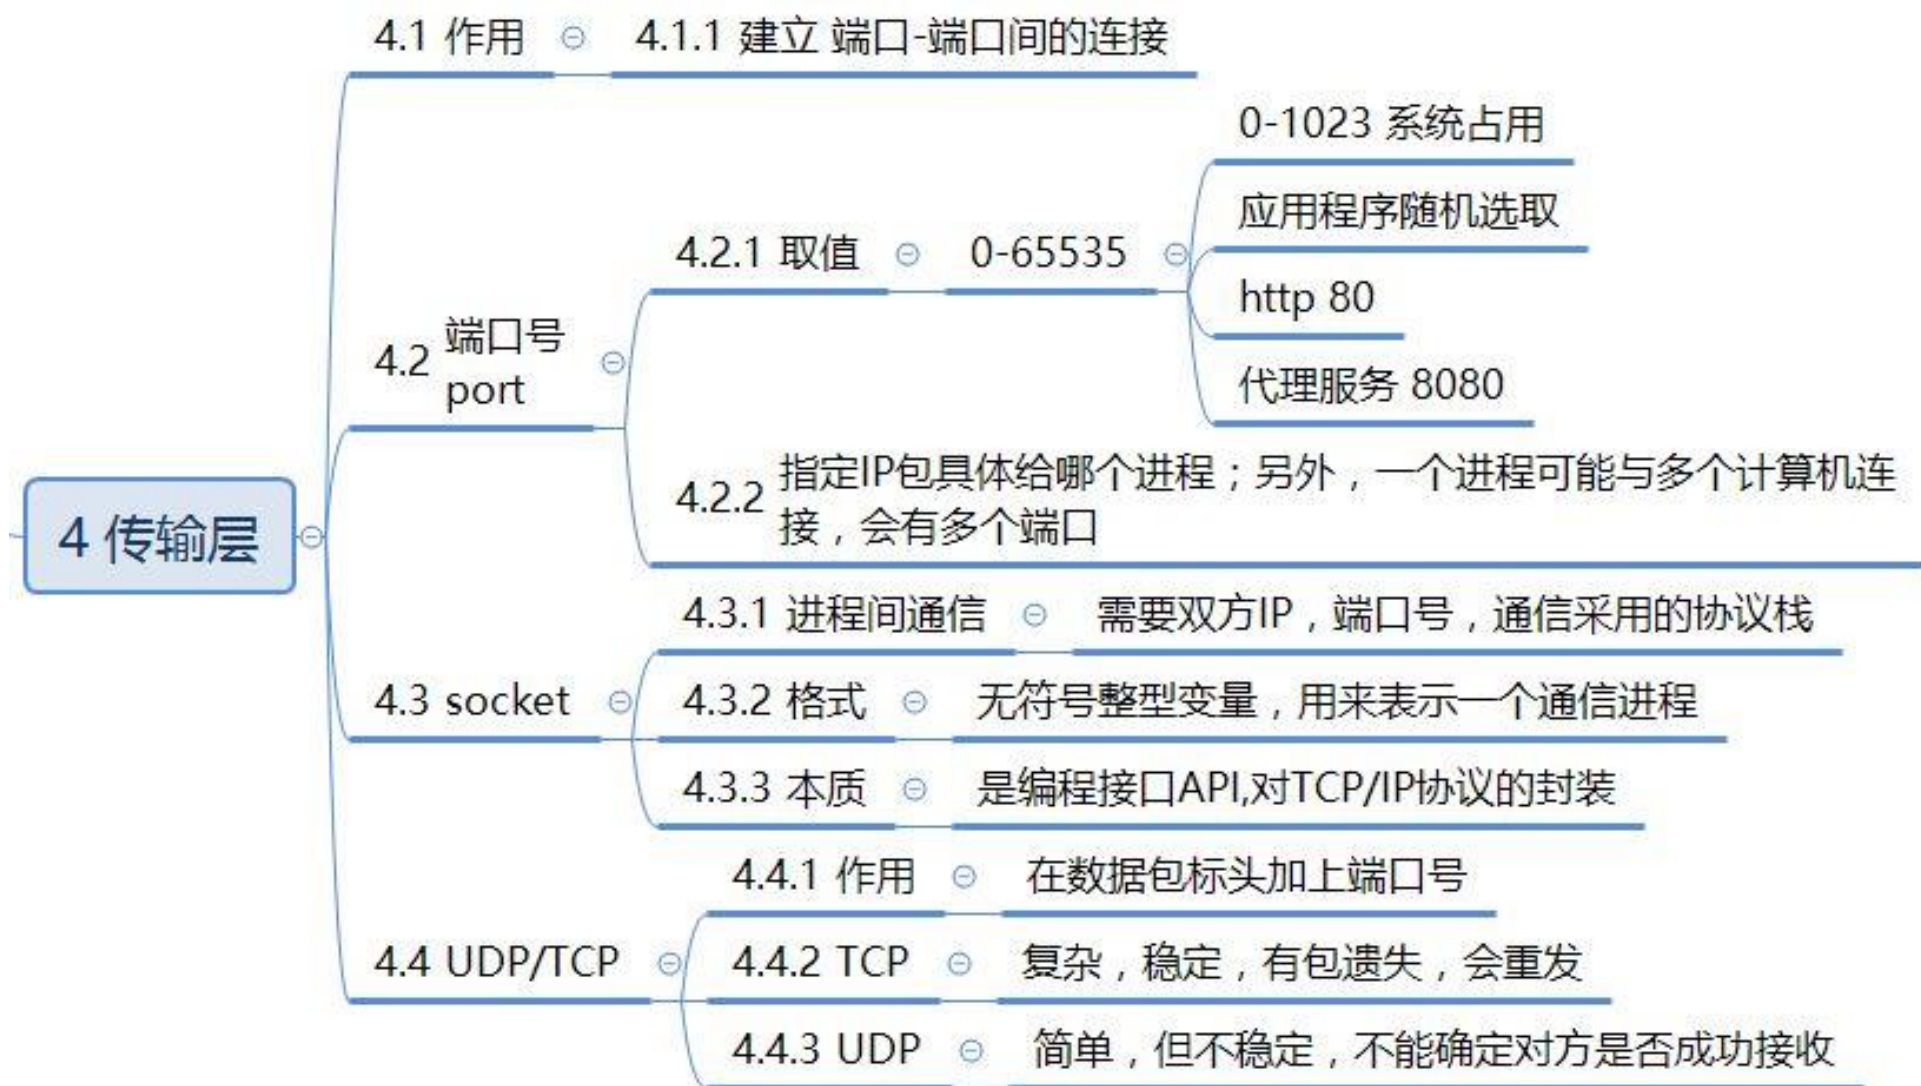 4 传输层
4.1 作用
4.1.1 建立 端口-端口间的连接
4.2 端口号
port
4.2.1 取值
0-65535
0-1023 系统占用
应用程序随机选取
http 80
代理服务 8080
4.2.2 指定IP包具体给哪个进程；另外，一个进程可能与多个计算机连
接，会有多个端口
4.3 socket
4.3.1 进程间通信
需要双方IP，端口号，通信采用的协议栈
4.3.2 格式
无符号整型变量，用来表示一个通信进程
4.3.3 本质
是编程接口API,对TCP/IP协议的封装
4.4 UDP/TCP
4.4.1 作用
在数据包标头加上端口号
4.4.2 TCP
复杂，稳定，有包遗失，会重发
4.4.3 UDP
简单，但不稳定，不能确定对方是否成功接收